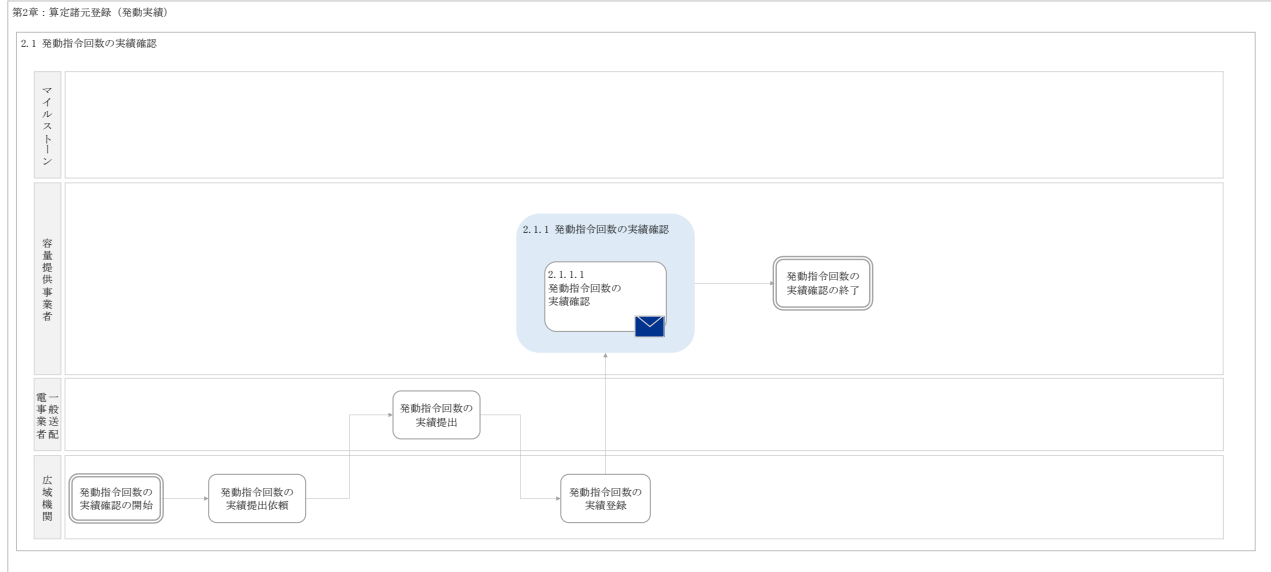 第2章：算定諸元登録（発動実績）
2.1 発動指令回数の実績確認
マイルストーン
容量提供事業者
2.1.1 発動指令回数の実績確認
2.1.1.1
発動指令回数の
実績確認
発動指令回数の
実績確認の終了
一般送配
電事業者
発動指令回数の
実績提出
広域機関
発動指令回数の
実績確認の開始
発動指令回数の
実績提出依頼
発動指令回数の
実績登録